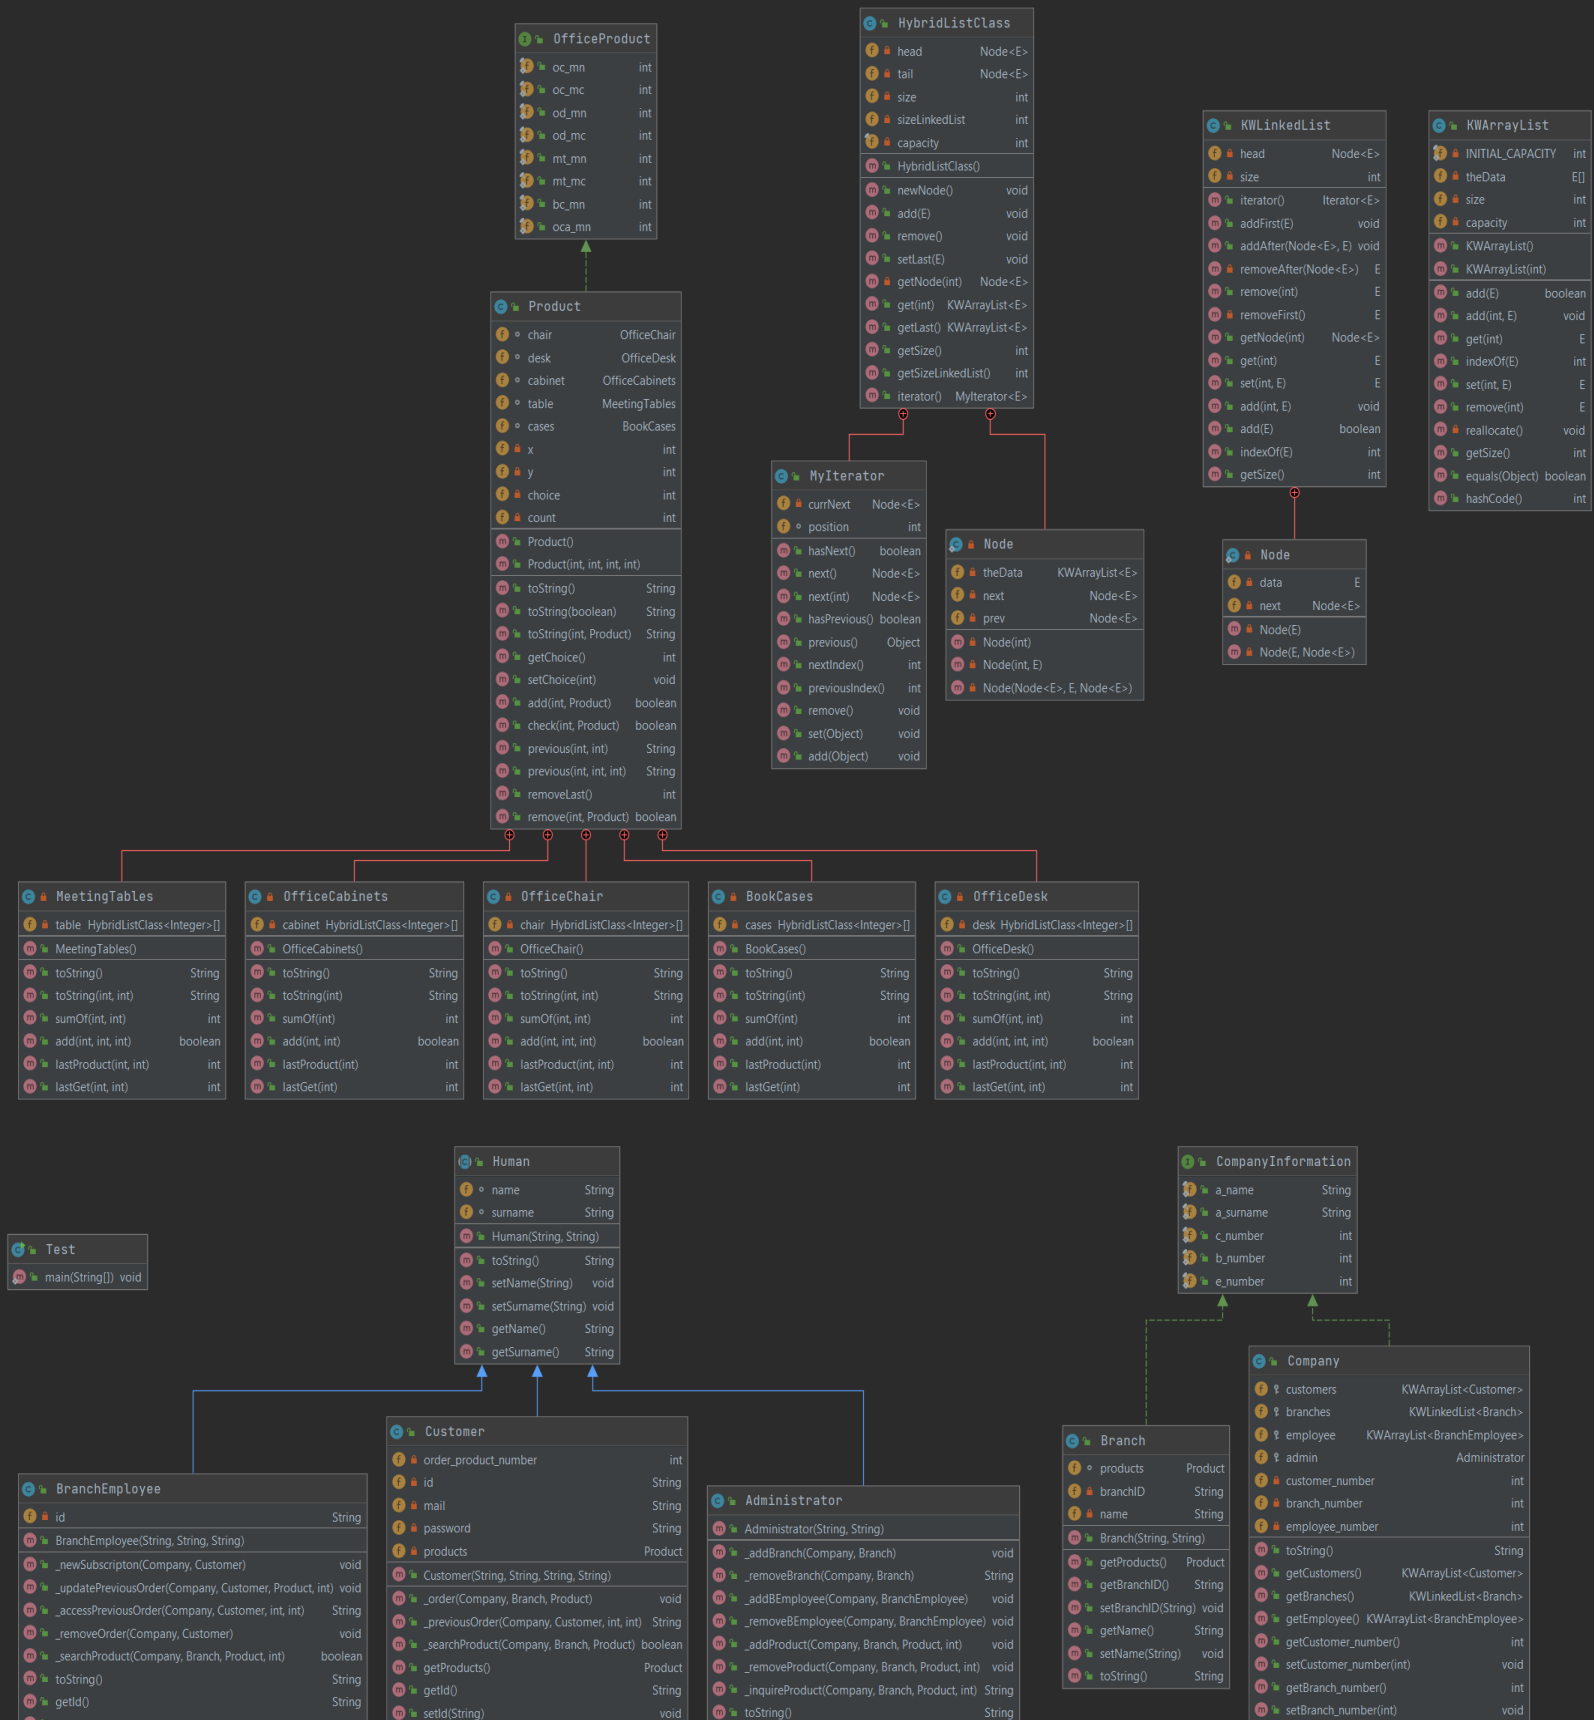 OfficeProduct
oc_mn int
oc_mc int
od_mn int
od_mc int
mt_mn int
mt_mc int
bc_mn int
oca_mn int
HybridListClass
head Node<E>
tail Node<E>
size int
sizeLinkedList int
capacity int
HybridListClass()
newNode() void
add(E) void
remove() void
setLast(E) void
getNode(int) Node<E>
get(int) KWArrayList<E>
getLast() KWArrayList<E>
getSize() int
getSizeLinkedList() int
iterator() MyIterator<E>
KWLinkedList
head Node<E>
size int
iterator() Iterator<E>
addFirst(E) void
addAfter(Node<E>, E) void
removeAfter(Node<E>) E
remove(int) E
removeFirst() E
getNode(int) Node<E>
get(int) E
set(int, E) E
add(int, E) void
add(E) boolean
indexOf(E) int
getSize() int
KWArrayList
INITIAL_CAPACITY int
theData E[]
size int
capacity int
KWArrayList()
KWArrayList(int)
add(E) boolean
add(int, E) void
get(int) E
indexOf(E) int
set(int, E) E
remove(int) E
reallocate() void
getSize() int
equals(Object) boolean
hashCode() int
Product
chair OfficeChair
desk OfficeDesk
cabinet OfficeCabinets
table MeetingTables
cases BookCases
x int
y int
choice int
count int
Product()
Product(int, int, int, int)
toString() String
toString(boolean) String
toString(int, Product) String
getChoice() int
setChoice(int) void
add(int, Product) boolean
check(int, Product) boolean
previous(int, int) String
previous(int, int, int) String
removeLast() int
remove(int, Product) boolean
MyIterator
currNext Node<E>
position int
hasNext() boolean
next() Node<E>
next(int) Node<E>
hasPrevious() boolean
previous() Object
nextIndex() int
previousIndex() int
remove() void
set(Object) void
add(Object) void
Node
theData KWArrayList<E>
next Node<E>
prev Node<E>
Node(int)
Node(int, E)
Node(Node<E>, E, Node<E>)
Node
data E
next Node<E>
Node(E)
Node(E, Node<E>)
MeetingTables
table HybridListClass<Integer>[]
MeetingTables()
toString() String
toString(int, int) String
sumOf(int, int) int
add(int, int, int) boolean
lastProduct(int, int) int
lastGet(int, int) int
OfficeCabinets
cabinet HybridListClass<Integer>[]
OfficeCabinets()
toString() String
toString(int) String
sumOf(int) int
add(int, int) boolean
lastProduct(int) int
lastGet(int) int
OfficeChair
chair HybridListClass<Integer>[]
OfficeChair()
toString() String
toString(int, int) String
sumOf(int, int) int
add(int, int, int) boolean
lastProduct(int, int) int
lastGet(int, int) int
BookCases
cases HybridListClass<Integer>[]
BookCases()
toString() String
toString(int) String
sumOf(int) int
add(int, int) boolean
lastProduct(int) int
lastGet(int) int
OfficeDesk
desk HybridListClass<Integer>[]
OfficeDesk()
toString() String
toString(int, int) String
sumOf(int, int) int
add(int, int, int) boolean
lastProduct(int, int) int
lastGet(int, int) int
Test
main(String[]) void
Human
name String
surname String
Human(String, String)
toString() String
setName(String) void
setSurname(String) void
getName() String
getSurname() String
CompanyInformation
a_name String
a_surname String
c_number int
b_number int
e_number int
BranchEmployee
id String
BranchEmployee(String, String, String)
_newSubscripton(Company, Customer) void
_updatePreviousOrder(Company, Customer, Product, int) void
_accessPreviousOrder(Company, Customer, int, int) String
_removeOrder(Company, Customer) void
_searchProduct(Company, Branch, Product, int) boolean
toString() String
getId() String
Customer
order_product_number int
id String
mail String
password String
products Product
Customer(String, String, String, String)
_order(Company, Branch, Product) void
_previousOrder(Company, Customer, int, int) String
_searchProduct(Company, Branch, Product) boolean
getProducts() Product
getId() String
setId(String) void
Administrator
Administrator(String, String)
_addBranch(Company, Branch) void
_removeBranch(Company, Branch) String
_addBEmployee(Company, BranchEmployee) void
_removeBEmployee(Company, BranchEmployee) void
_addProduct(Company, Branch, Product, int) void
_removeProduct(Company, Branch, Product, int) void
_inquireProduct(Company, Branch, Product, int) String
toString() String
Branch
products Product
branchID String
name String
Branch(String, String)
getProducts() Product
getBranchID() String
setBranchID(String) void
getName() String
setName(String) void
toString() String
Company
customers KWArrayList<Customer>
branches KWLinkedList<Branch>
employee KWArrayList<BranchEmployee>
admin Administrator
customer_number int
branch_number int
employee_number int
toString() String
getCustomers() KWArrayList<Customer>
getBranches() KWLinkedList<Branch>
getEmployee() KWArrayList<BranchEmployee>
getCustomer_number() int
setCustomer_number(int) void
getBranch_number() int
setBranch_number(int) void